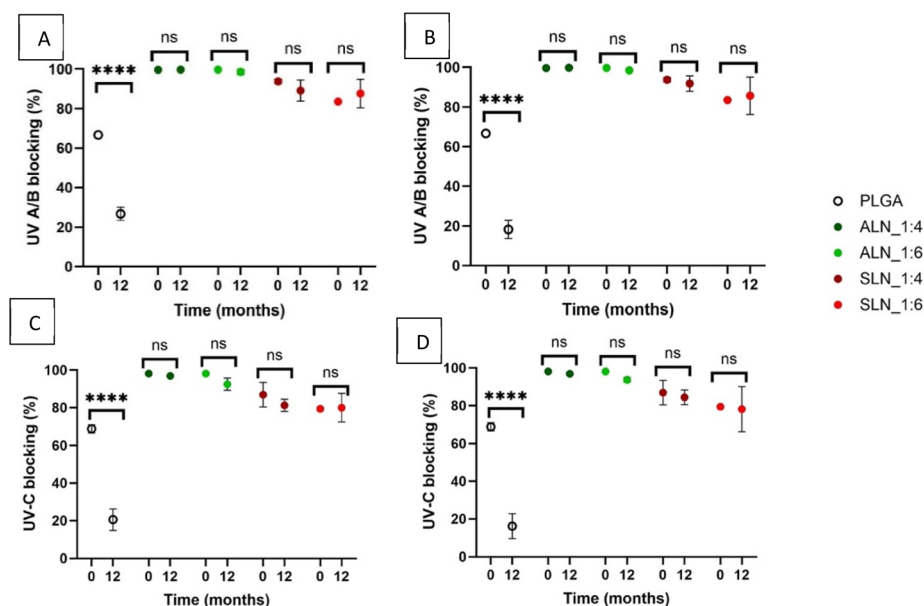 A
ns
ns
ns
ns
****
UV A/B blocking (%)
100
80
60
40
20
0
0 12 0 12 0 12 0 12 0 12
Time (months)
B
ns
ns
ns
ns
****
UV A/B blocking (%)
100
80
60
40
20
0
0 12 0 12 0 12 0 12 0 12
Time (months)
PLGA
ALN_1:4
ALN_1:6
SLN_1:4
SLN_1:6
C
ns
ns
ns
ns
****
UV-C blocking (%)
100
80
60
40
20
0
0 12 0 12 0 12 0 12 0 12
Time (months)
D
ns
ns
ns
ns
****
UV-C blocking (%)
100
80
60
40
20
0
0 12 0 12 0 12 0 12 0 12
Time (months)